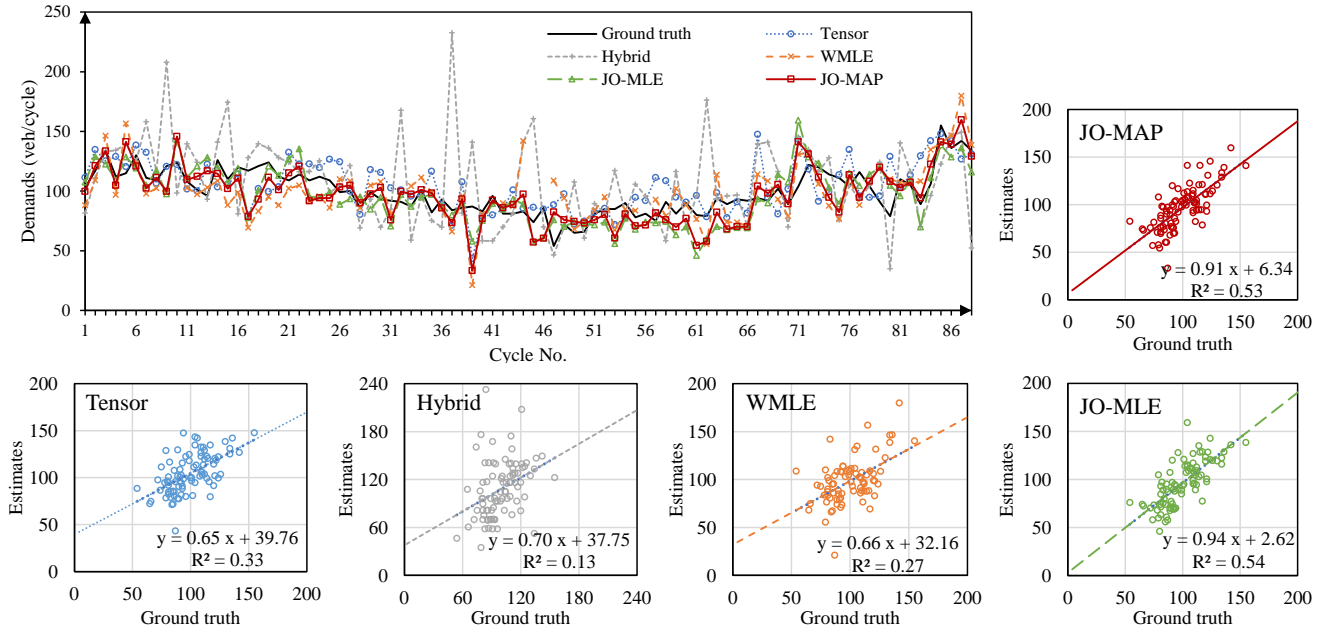 250
200
150
100
50
0
Demands (veh/cycle)
Ground truth
Tensor
Hybrid
WMLE
JO-MLE
JO-MAP
1 6 11 16 21 26 31 36 41 46 51 56 61 66 71 76 81 86
Cycle No.
JO-MAP
200
150
100
50
0
Estimates
y = 0.91 x + 6.34
R² = 0.53
0 50 100 150 200
Ground truth
Tensor
200
150
100
50
0
Estimates
y = 0.65 x + 39.76
R² = 0.33
0 50 100 150 200
Ground truth
Hybrid
240
180
120
60
0
Estimates
y = 0.70 x + 37.75
R² = 0.13
0 60 120 180 240
Ground truth
WMLE
200
150
100
50
0
Estimates
y = 0.66 x + 32.16
R² = 0.27
0 50 100 150 200
Ground truth
JO-MLE
200
150
100
50
0
Estimates
y = 0.94 x + 2.62
R² = 0.54
0 50 100 150 200
Ground truth